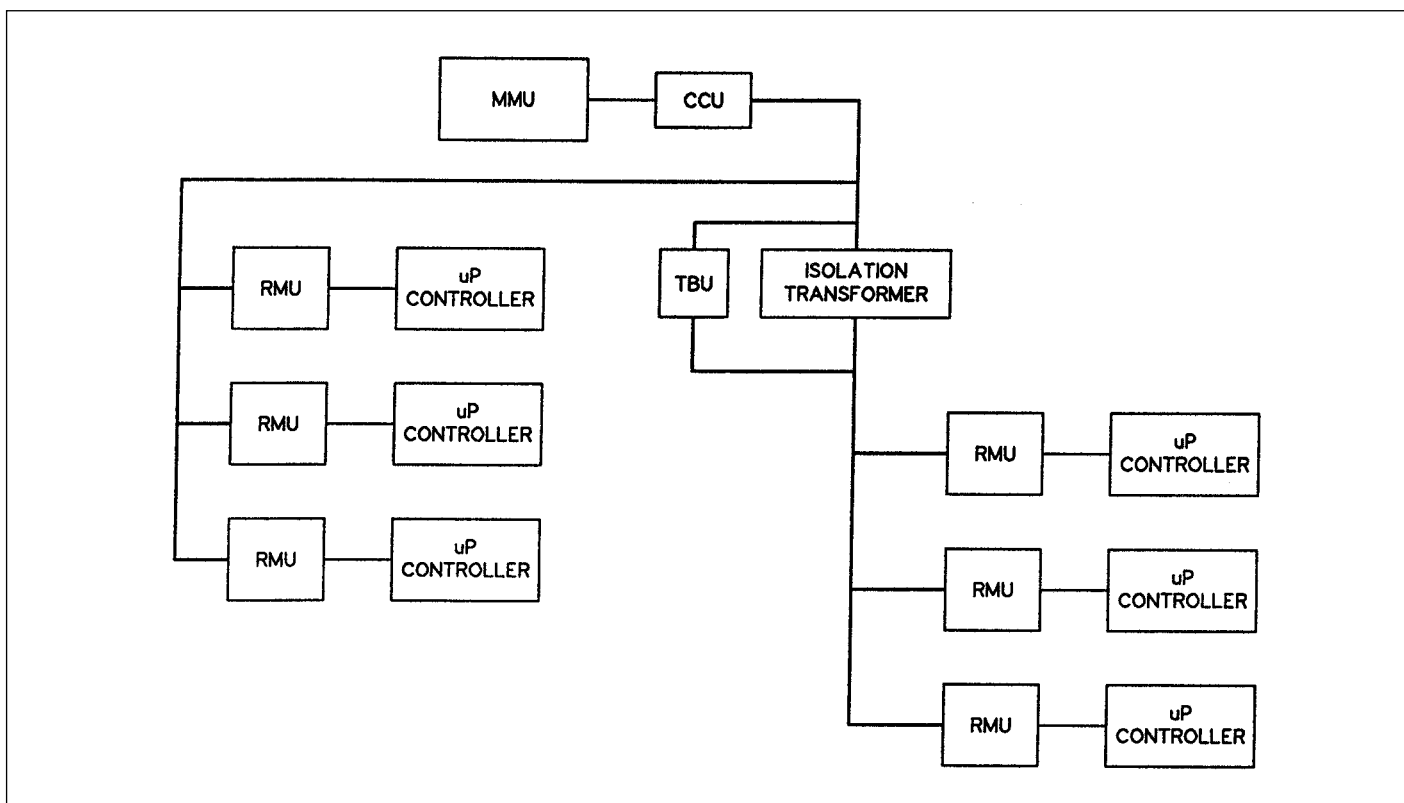 MMU
CCU
TBU
ISOLATION
TRANSFORMER
RMU
uP
CONTROLLER
RMU
uP
CONTROLLER
RMU
uP
CONTROLLER
RMU
uP
CONTROLLER
RMU
uP
CONTROLLER
RMU
uP
CONTROLLER